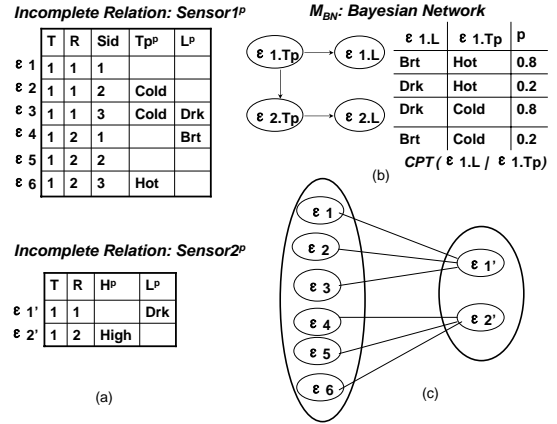 Incomplete Relation: Sensor1p
T R Sid Tpp Lp
ε 1 1 1 1
ε 2 1 1 2 Cold
ε 3 1 1 3 Cold Drk
ε 4 1 2 1 Brt
ε 5 1 2 2
ε 6 1 2 3 Hot
Incomplete Relation: Sensor2p
T R Hp Lp
ε 1' 1 1 Drk
ε 2' 1 2 High
(a)
MBN: Bayesian Network
ε 1.Tp ε 1.L
ε 2.Tp ε 2.L
ε 1.L ε 1.Tp p
Brt Hot 0.8
Drk Hot 0.2
Drk Cold 0.8
Brt Cold 0.2
CPT( ε 1.L / ε 1.Tp)
(b)
ε 1
ε 2
ε 3
ε 4
ε 5
ε 6
ε 1'
ε 2'
(c)